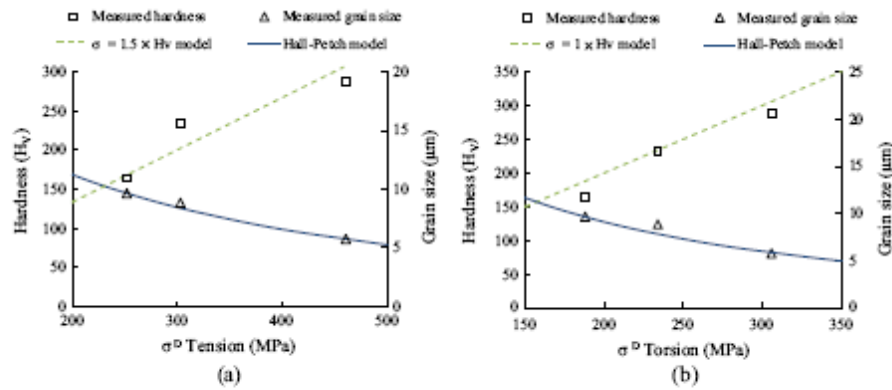 Measured hardness
Measured grain size
σ = 1.5 × Hv model
Hall-Petch model
300
250
200
150
100
50
0
Hardness (HV)
20
15
10
5
0
Grain size (μm)
200
300
400
500
σD Tension (MPa)
(a)
Measured hardness
Measured grain size
σ = 1 × Hv model
Hall-Petch model
350
300
250
200
150
100
50
0
Hardness (HV)
25
20
15
10
5
0
Grain size (μm)
150
200
250
300
350
σD Torsion (MPa)
(b)